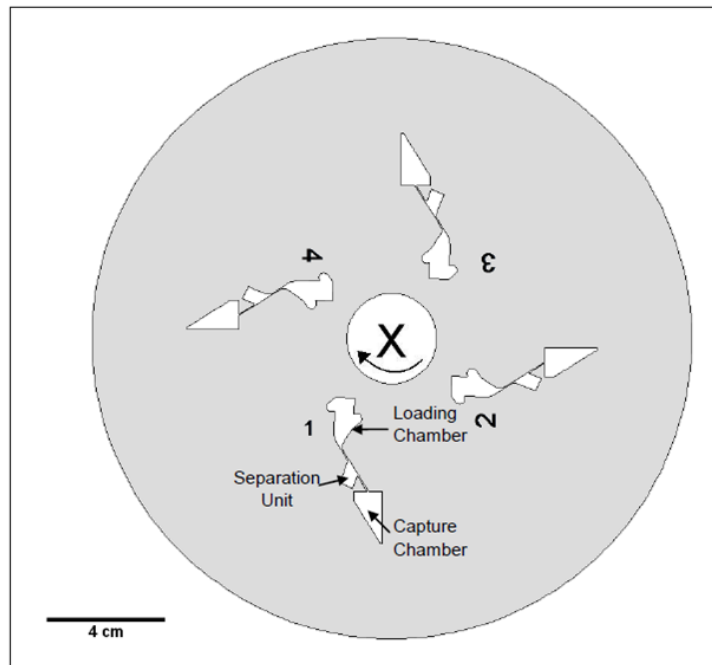 3
4
X
2
1
Loading
Chamber
Separation
Unit
Capture
Chamber
4 cm